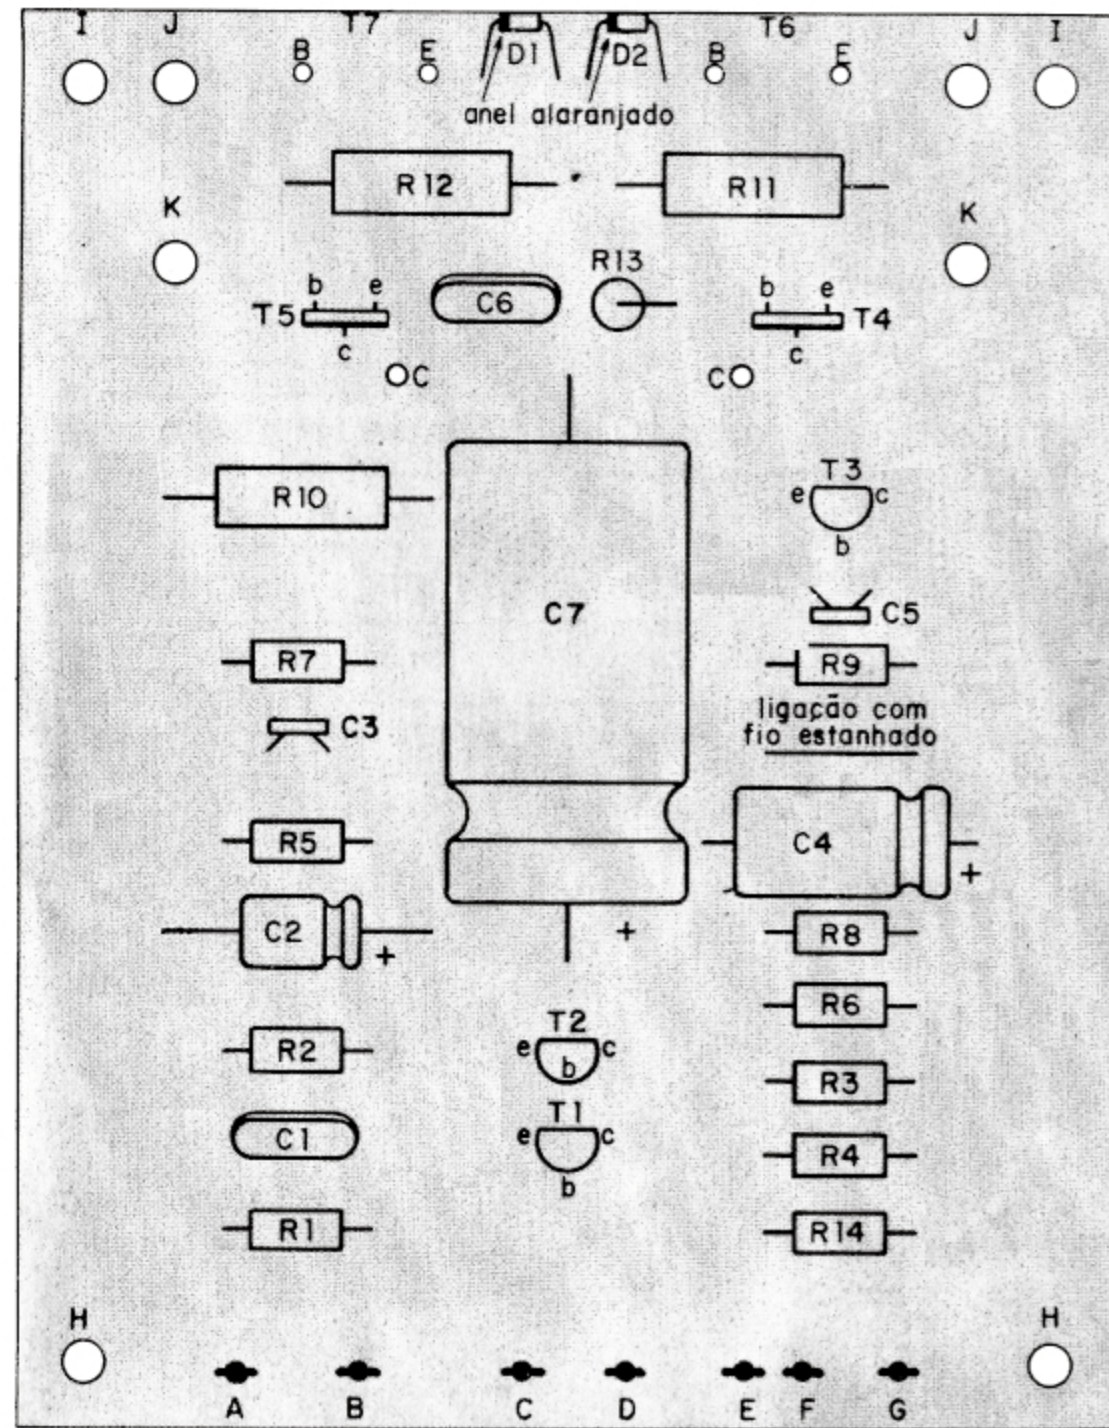 I J T7 T6 J I
B E D1 D2 B E
anel alaranjado
R12 R11
K K
R13
b e C6 b e
T5 T4
c c
C C
T3
R10 e c
b
C7
C5
R7 R9
ligação com
fio estanhado
C3
R5 C4
+
C2 + R8
+
R6
T2
R2 e c
b
R3
T1
C1 e c
b
R4
R1 R14
H H
A B C D E F G